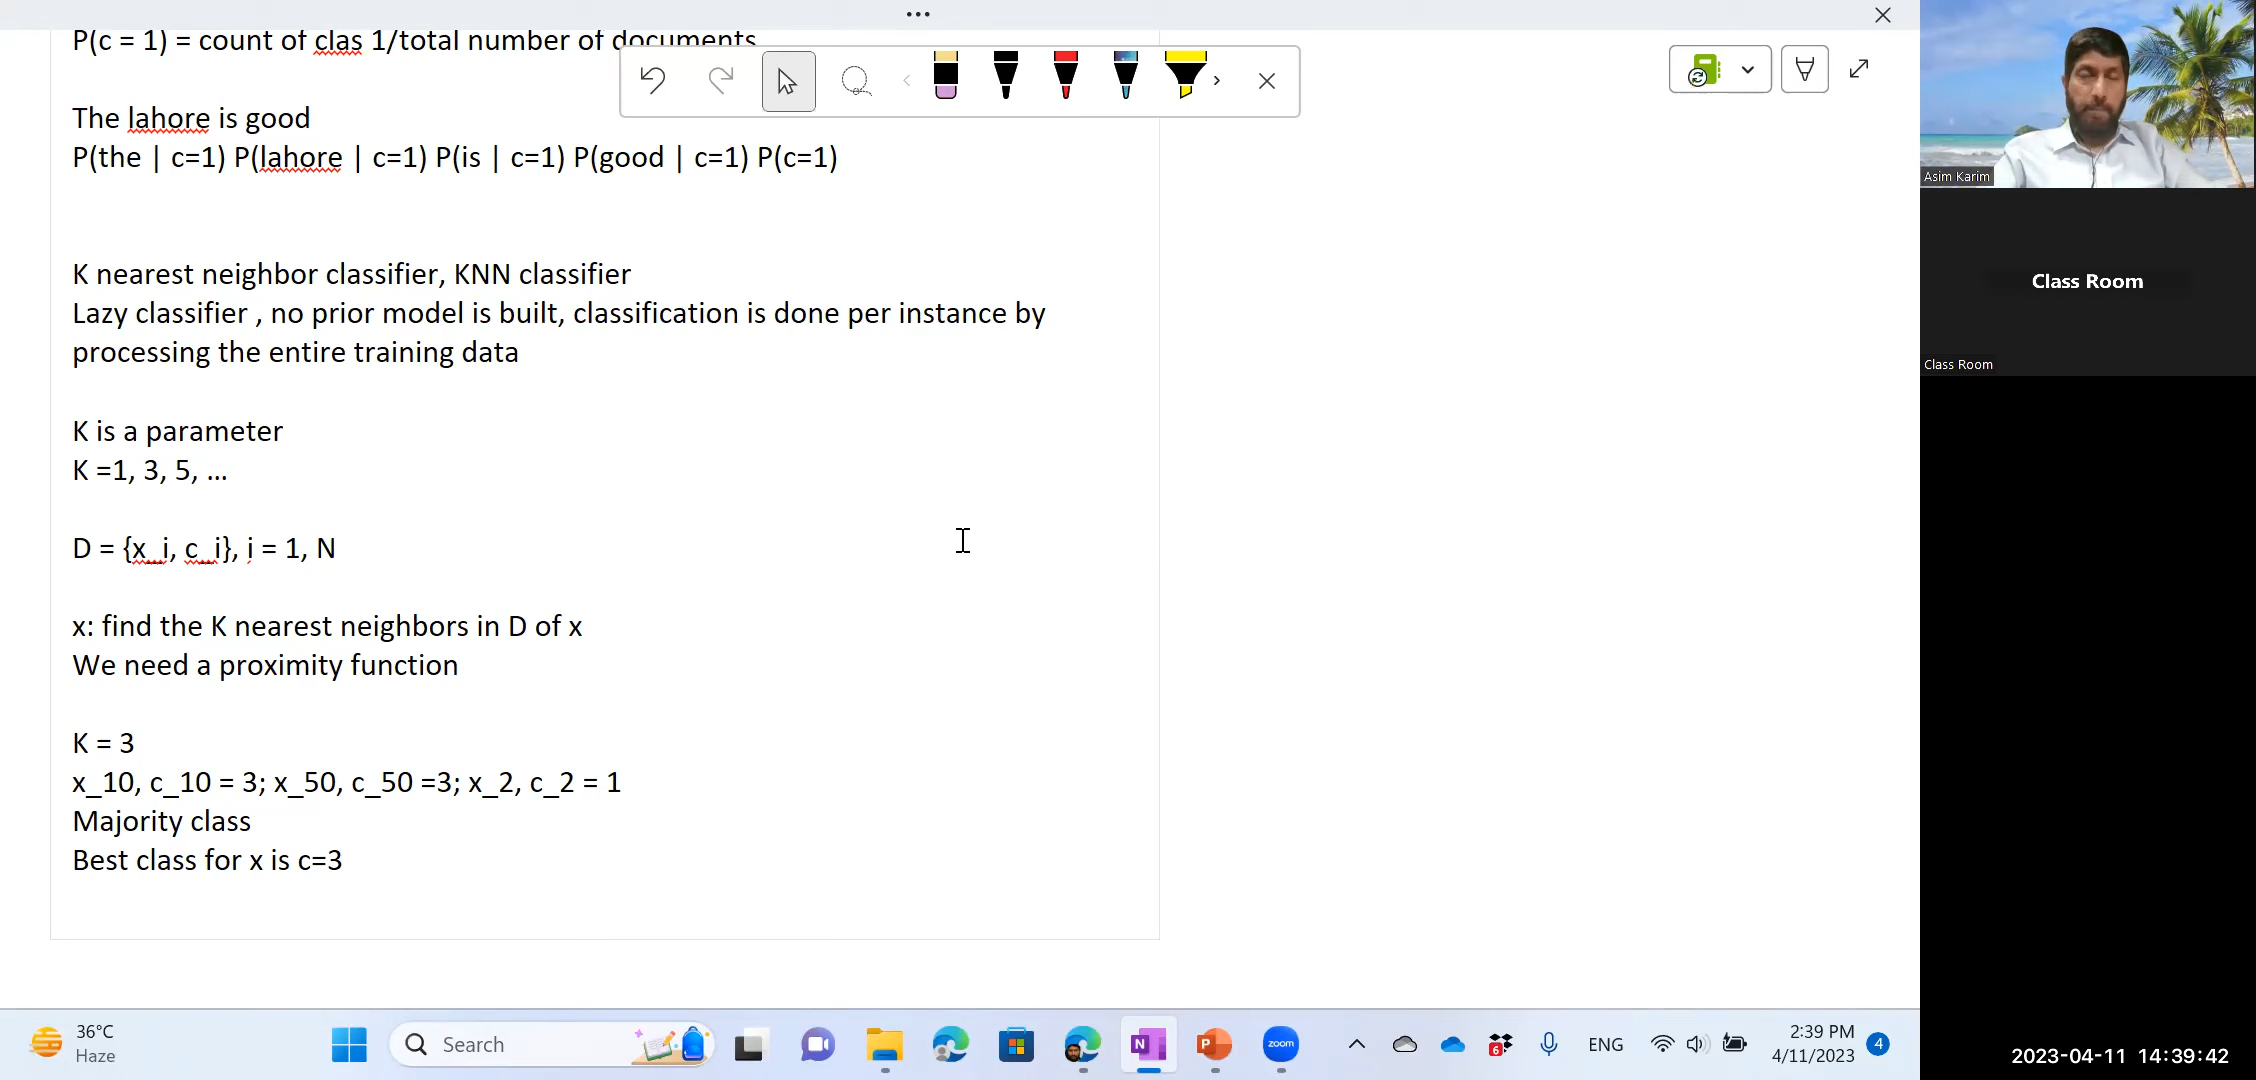 P(c = 1) = count of clas 1/total number of documents
The lahore is good
P(the | c=1) P(lahore | c=1) P(is | c=1) P(good | c=1) P(c=1)
K nearest neighbor classifier, KNN classifier
Lazy classifier , no prior model is built, classification is done per instance by
processing the entire training data
K is a parameter
K =1, 3, 5, ...
D = {x_i, c_i}, i = 1, N
x: find the K nearest neighbors in D of x
We need a proximity function
K = 3
x_10, c_10 = 3; x_50, c_50 =3; x_2, c_2 = 1
Majority class
Best class for x is c=3
Asim Karim
Class Room
Class Room
36°C
Haze
Search
N
P
zoom
6
ENG
2:39 PM
4/11/2023
4
2023-04-11 14:39:42